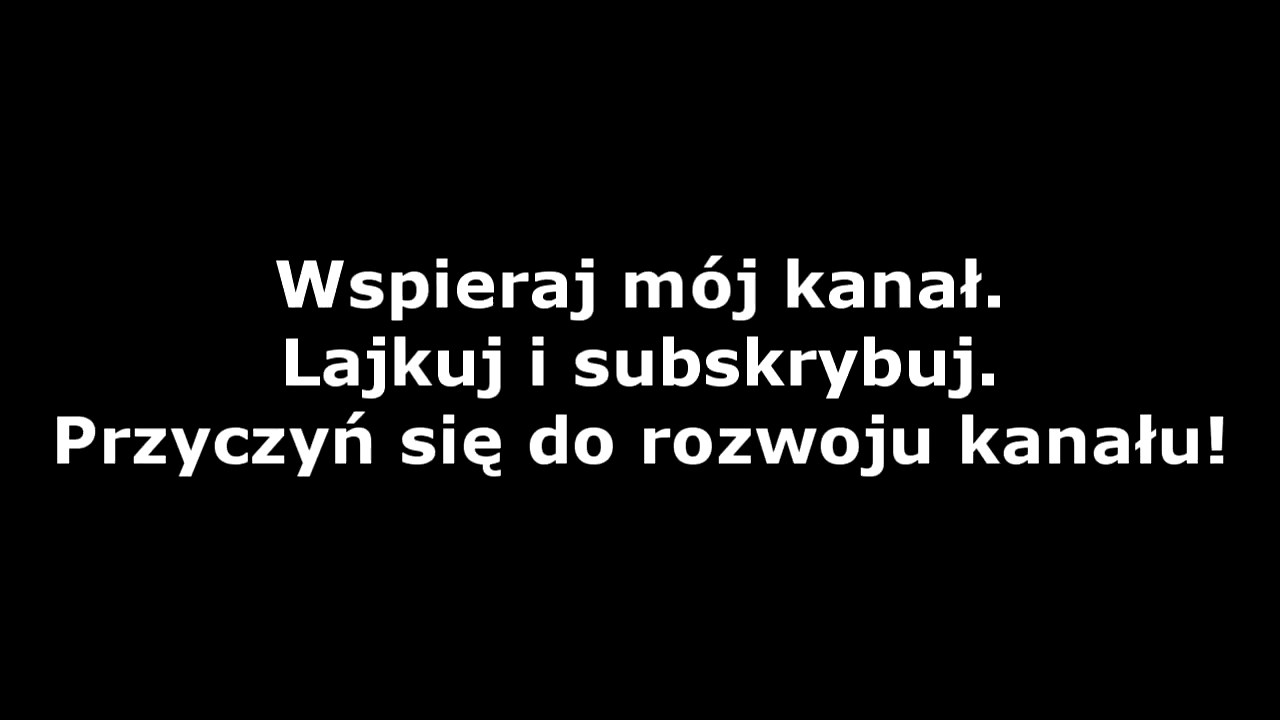 Wspieraj mój kanał.
Lajkuj i subskrybuj.
Przyczyń się do rozwoju kanału!